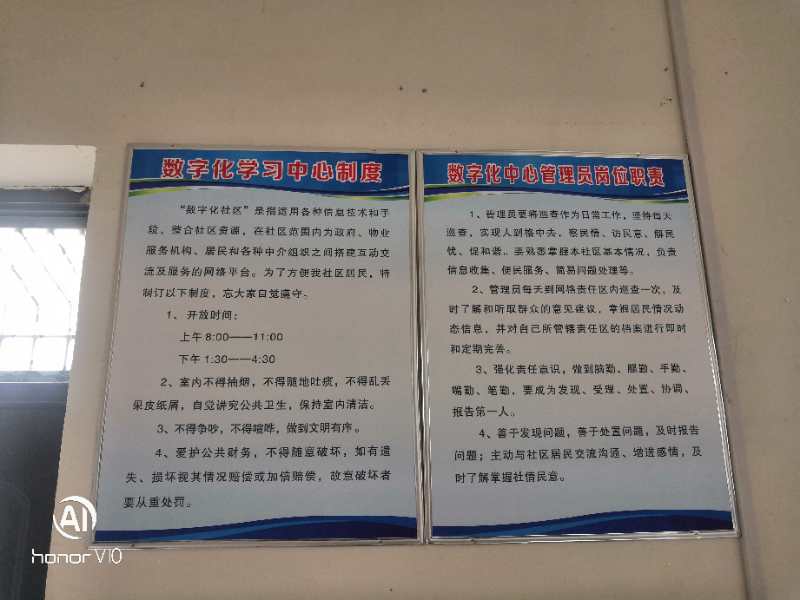 数字化学习中心制度
“数字化社区”是指运用各种信息技术和手
段，整合社区资源，在社区范围内为政府、物业
服务机构、居民和各种中介组织之间搭建互动交
流及服务的网络平台。为了方便我社区居民，特
制订以下制度，忘大家自觉遵守。
1、开放时间：
上午 8:00——11:00
下午 1:30——4:30
2、室内不得抽烟，不得随地吐痰，不得乱丢
果皮纸屑，自觉讲究公共卫生，保持室内清洁。
3、不得争吵，不得喧哗，做到文明有序。
4、爱护公共财务，不得随意破坏，如有遗
失、损坏视其情况赔偿或加倍赔偿，故意破坏者
要从重处罚。
数字化中心管理员岗位职责
1、管理员要将巡查作为日常工作，坚持每天
巡查，实现人到格中去、察民情、访民意、解民
忧、促和谐。要熟悉掌握本社区基本情况，负责
信息收集、便民服务、简易问题处理等。
2、管理员每天到网格责任区内巡查一次，及
时了解和听取群众的意见建议，掌握居民情况动
态信息，并对自己所管辖责任区的档案进行即时
和定期完善。
3、强化责任意识，做到脑勤、腿勤、手勤、
嘴勤、笔勤，要成为发现、受理、处置、协调、
报告第一人。
4、善于发现问题，善于处置问题，及时报告
问题；主动与社区居民交流沟通、增进感情，及
时了解掌握社情民意。
AI
honor V10